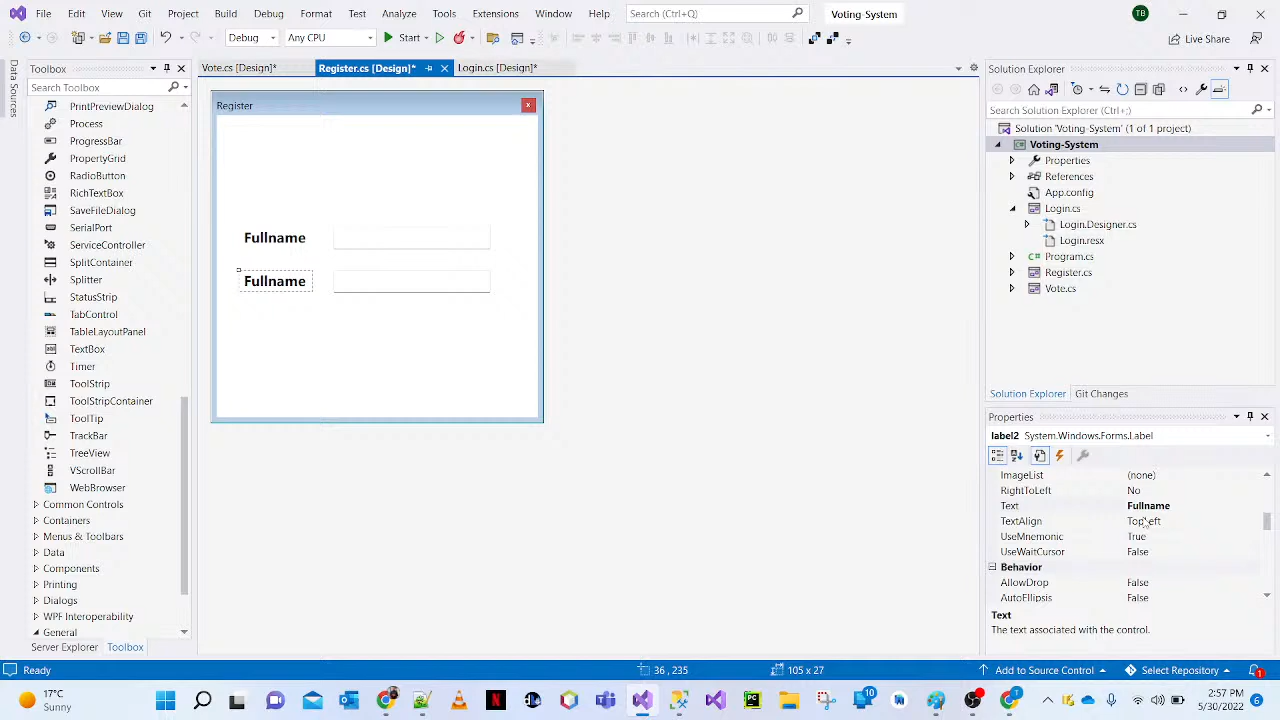 File Edit View Git Project Build Debug Format Test Analyze Tools Extensions Window Help Search (Ctrl+Q) Voting-System TB
Debug Any CPU Start Live Share
Data Sources
Toolbox
Vote.cs [Design]* Register.cs [Design]* Login.cs [Design]*
Solution Explorer
Search Toolbox
PrintPreviewDialog
Process
ProgressBar
PropertyGrid
RadioButton
RichTextBox
SaveFileDialog
SerialPort
ServiceController
SplitContainer
Splitter
StatusStrip
TabControl
TableLayoutPanel
TextBox
Timer
ToolStrip
ToolStripContainer
ToolTip
TrackBar
TreeView
VScrollBar
WebBrowser
Common Controls
Containers
Menus & Toolbars
Data
Components
Printing
Dialogs
WPF Interoperability
General
Server Explorer Toolbox
Register
Fullname
Fullname
Search Solution Explorer (Ctrl+;)
Solution 'Voting-System' (1 of 1 project)
Voting-System
Properties
References
App.config
Login.cs
Login.Designer.cs
Login.resx
Program.cs
Register.cs
Vote.cs
Solution Explorer Git Changes
Properties
label2 System.Windows.Forms.Label
ImageList (none)
RightToLeft No
Text Fullname
TextAlign TopLeft
UseMnemonic True
UseWaitCursor False
Behavior
AllowDrop False
AutoEllipsis False
Text
The text associated with the control.
Ready 36 , 235 105 x 27 Add to Source Control Select Repository 1
17°C
Sunny
PC
10
2:57 PM
5/30/2022
6